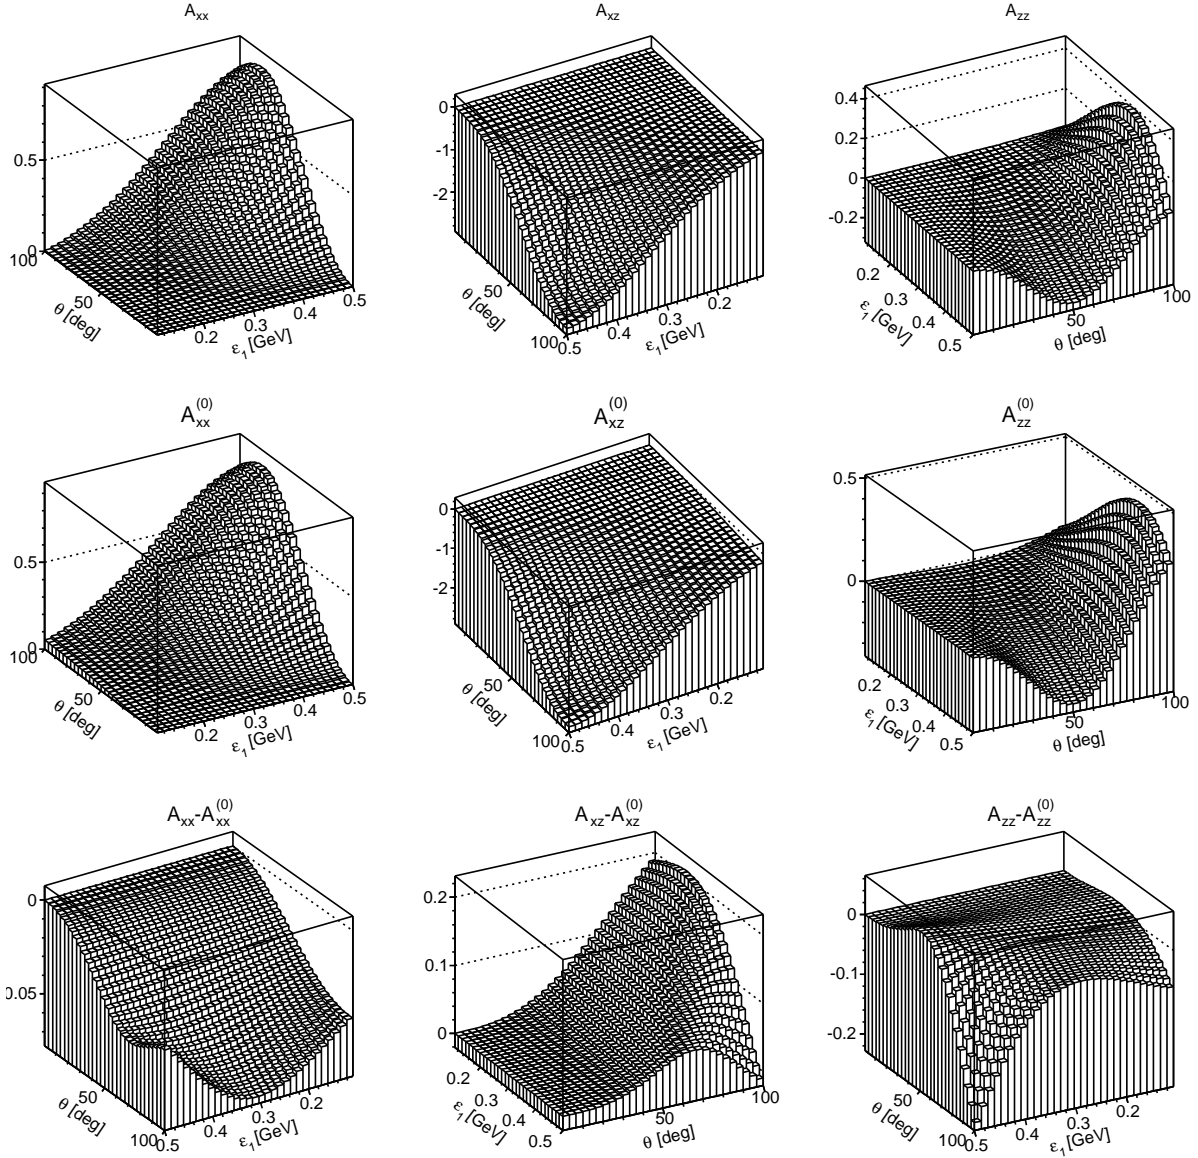 A_xx
0.5
0
100
50
θ [deg]
0.2
0.3
0.4
0.5
ε_1 [GeV]
A_xz
0
-1
-2
50
100
θ [deg]
0.5
0.4
0.3
0.2
ε_1 [GeV]
A_zz
0.4
0.2
0
-0.2
0.2
0.3
0.4
0.5
ε_1 [GeV]
50
100
θ [deg]
A_xx^(0)
0.5
0
100
50
θ [deg]
0.2
0.3
0.4
0.5
ε_1 [GeV]
A_xz^(0)
0
-1
-2
50
100
θ [deg]
0.5
0.4
0.3
0.2
ε_1 [GeV]
A_zz^(0)
0.5
0
0.2
0.3
0.4
0.5
ε_1 [GeV]
50
100
θ [deg]
A_xx-A_xx^(0)
0
0.05
50
100
θ [deg]
0.5
0.4
0.3
0.2
ε_1 [GeV]
A_xz-A_xz^(0)
0.2
0.1
0
0.2
0.3
0.4
0.5
ε_1 [GeV]
50
100
θ [deg]
A_zz-A_zz^(0)
0
-0.1
-0.2
50
100
θ [deg]
0.5
0.4
0.3
0.2
ε_1 [GeV]